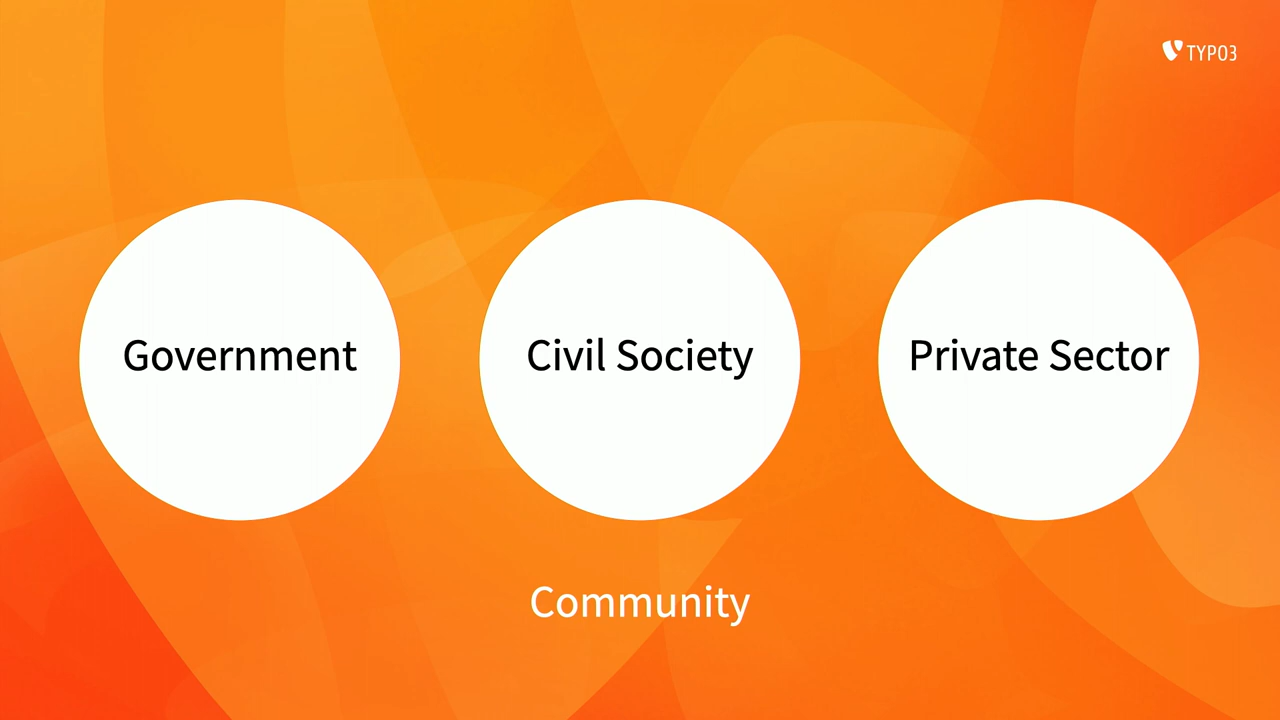 TYPO3
Government
Civil Society
Private Sector
Community